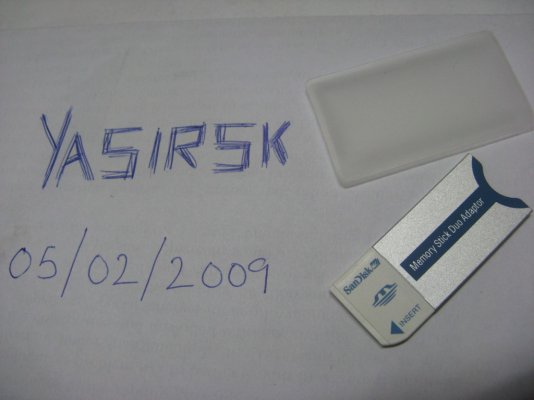 YASIRSK
05/02/2009
Memory Stick Duo Adaptor
SanDisk
INSERT